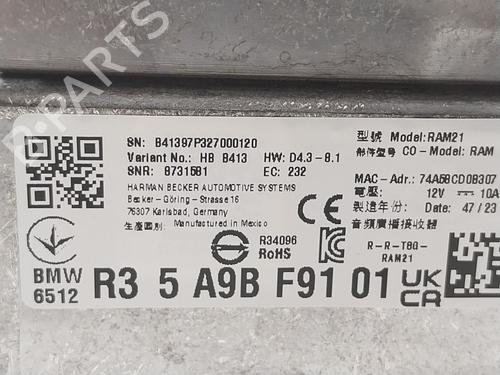 B PARTS
SN: B41397P327000120
Variant No.: HB B413 HW: D4.3-8.1
SNR: 8731581 EC: 232
HARMAN BECKER AUTOMOTIVE SYSTEMS
Becker-Göring-Strasse 16
76307 Karlsbad, Germany
生產國別: Manufactured in Mexico
型號 Model:RAM21
部件型号 CO-Model: RAM
MAC-Adr.: 74A58CD08307
電壓: 12V 10A
製造年份: Date: 47/23
音頻廣播接收體
R-R-TBG-
RAM21
R34096
RoHS
BMW
6512
R3 5 A9B F91 01
UK
CA